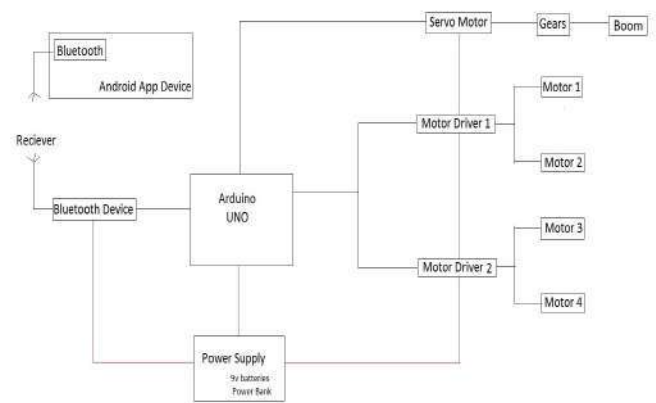 Servo Motor
Gears
Boom
Bluetooth
Android App Device
Motor 1
Motor Driver 1
Reciever
Motor 2
Arduino
UNO
Bluetooth Device
Motor 3
Motor Driver 2
Motor 4
Power Supply
9v batteries
Power Bank